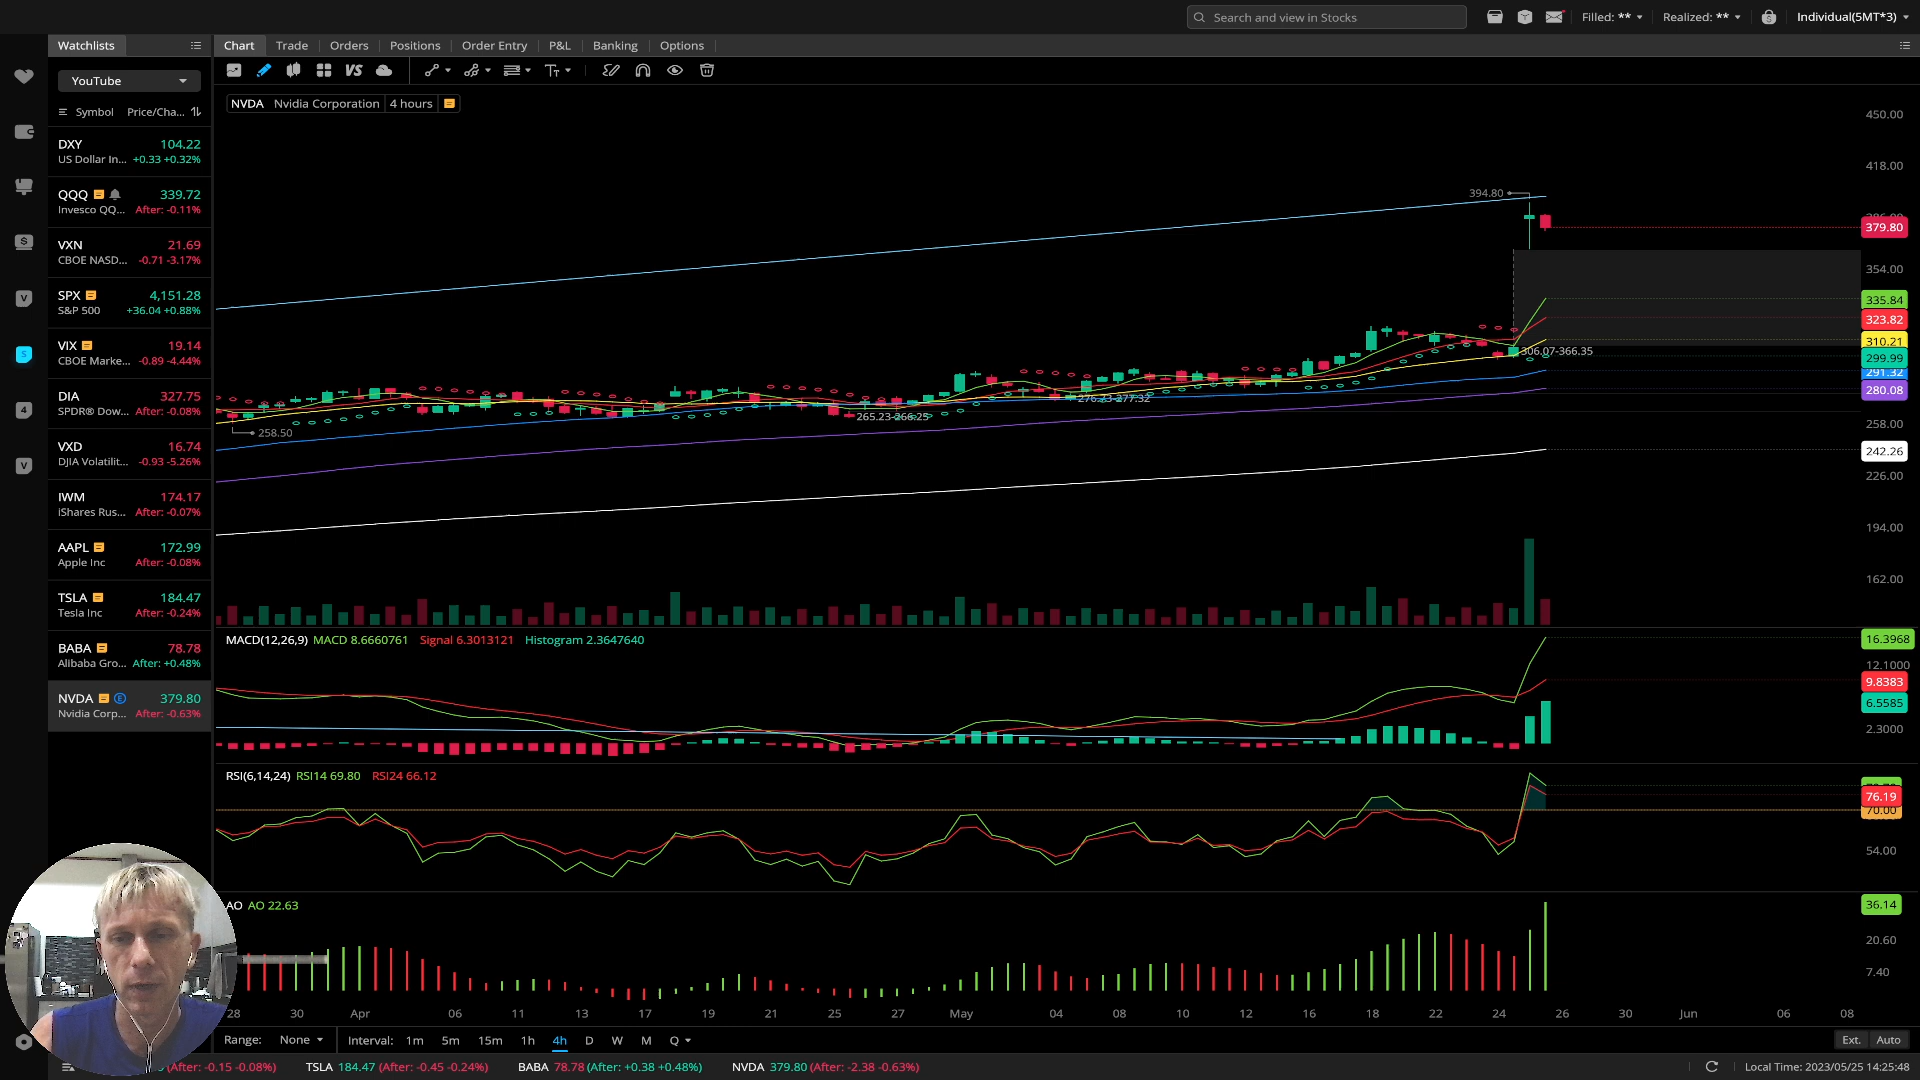 Search and view in Stocks
Filled: **
Realized: **
Individual(5MT*3)
Watchlists
Chart Trade Orders Positions Order Entry P&L Banking Options
YouTube
VS
Symbol Price/Cha...
NVDA Nvidia Corporation 4 hours
DXY 104.22
US Dollar In... +0.33 +0.32%
QQQ 339.72
Invesco QQ... After: -0.11%
VXN 21.69
CBOE NASD... -0.71 -3.17%
SPX 4,151.28
S&P 500 +36.04 +0.88%
VIX 19.14
CBOE Marke... -0.89 -4.44%
DIA 327.75
SPDR® Dow... After: -0.08%
VXD 16.74
DJIA Volatilit... -0.93 -5.26%
IWM 174.17
iShares Rus... After: -0.07%
AAPL 172.99
Apple Inc After: -0.08%
TSLA 184.47
Tesla Inc After: -0.24%
BABA 78.78
Alibaba Gro... After: +0.48%
NVDA 379.80
Nvidia Corp... After: -0.63%
394.80
306.07-366.35
276.23-277.32
265.23-266.25
258.50
450.00
418.00
379.80
354.00
335.84
323.82
310.21
299.99
291.32
280.08
258.00
242.26
226.00
194.00
162.00
MACD(12,26,9) MACD 8.6660761 Signal 6.3013121 Histogram 2.3647640
16.3968
12.1000
9.8383
6.5585
2.3000
RSI(6,14,24) RSI14 69.80 RSI24 66.12
76.19
70.00
54.00
AO AO 22.63
36.14
20.60
7.40
28 30 Apr 06 11 13 17 19 21 25 27 May 04 08 10 12 16 18 22 24 26 30 Jun 06 08
Range: None Interval: 1m 5m 15m 1h 4h D W M Q
Ext. Auto
(After: -0.15 -0.08%) TSLA 184.47 (After: -0.45 -0.24%) BABA 78.78 (After: +0.38 +0.48%) NVDA 379.80 (After: -2.38 -0.63%)
Local Time: 2023/05/25 14:25:48